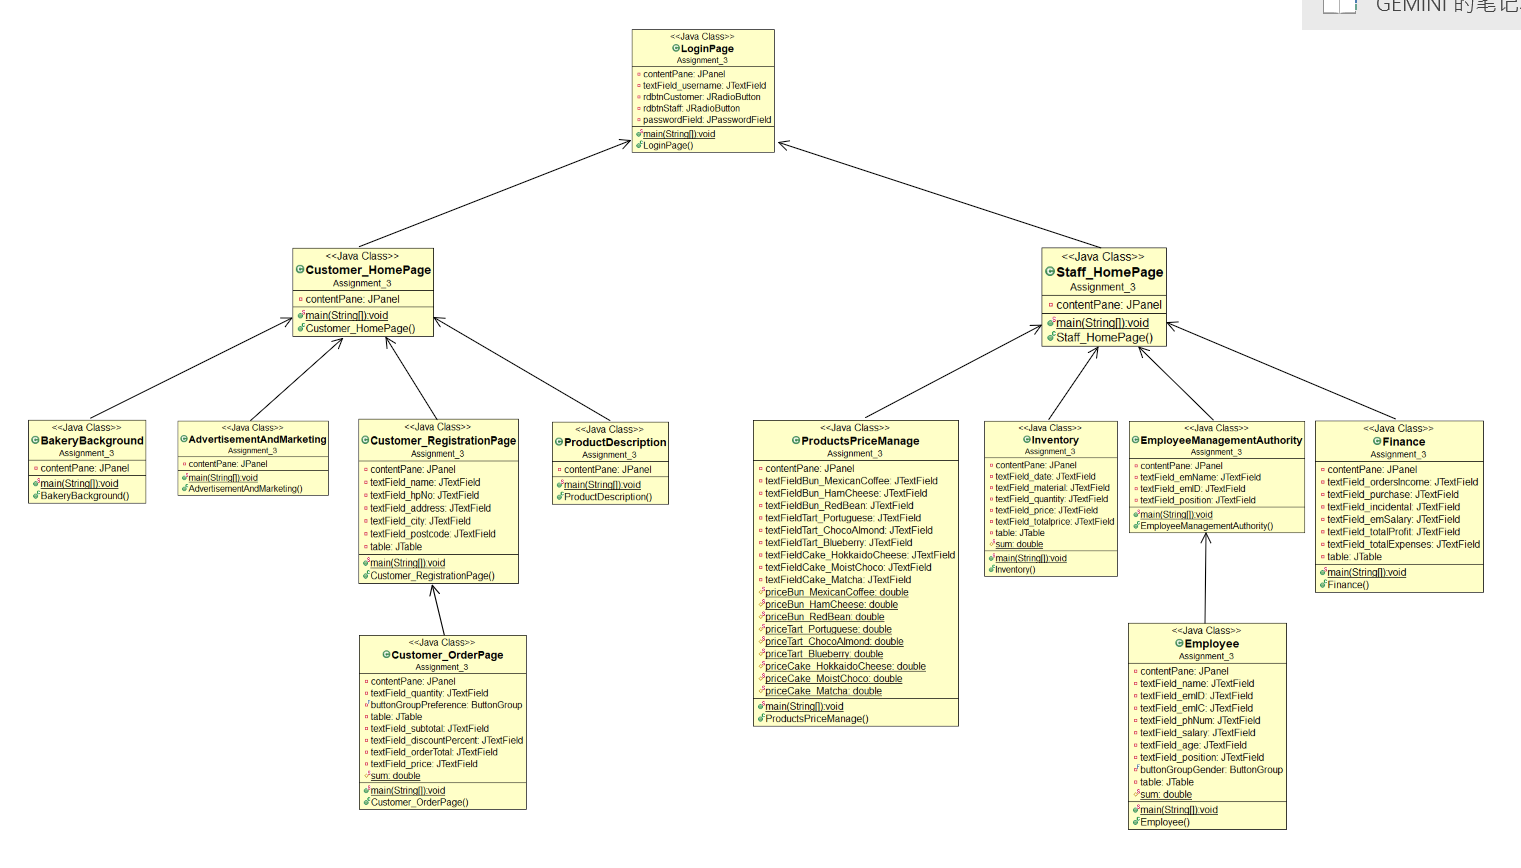 GEMINI 的笔记
<<Java Class>>
LoginPage
Assignment_3
contentPane: JPanel
textField_username: JTextField
rdbtnCustomer: JRadioButton
rdbtnStaff: JRadioButton
passwordField: JPasswordField
main(String[]):void
LoginPage()
<<Java Class>>
Customer_HomePage
Assignment_3
contentPane: JPanel
main(String[]):void
Customer_HomePage()
<<Java Class>>
Staff_HomePage
Assignment_3
contentPane: JPanel
main(String[]):void
Staff_HomePage()
<<Java Class>>
BakeryBackground
Assignment_3
contentPane: JPanel
main(String[]):void
BakeryBackground()
<<Java Class>>
AdvertisementAndMarketing
Assignment_3
contentPane: JPanel
main(String[]):void
AdvertisementAndMarketing()
<<Java Class>>
Customer_RegistrationPage
Assignment_3
contentPane: JPanel
textField_name: JTextField
textField_hpNo: JTextField
textField_address: JTextField
textField_city: JTextField
textField_postcode: JTextField
table: JTable
main(String[]):void
Customer_RegistrationPage()
<<Java Class>>
ProductDescription
Assignment_3
contentPane: JPanel
main(String[]):void
ProductDescription()
<<Java Class>>
ProductsPriceManage
Assignment_3
contentPane: JPanel
textFieldBun_MexicanCoffee: JTextField
textFieldBun_HamCheese: JTextField
textFieldBun_RedBean: JTextField
textFieldTart_Portuguese: JTextField
textFieldTart_ChocoAlmond: JTextField
textFieldTart_Blueberry: JTextField
textFieldCake_HokkaidoCheese: JTextField
textFieldCake_MoistChoco: JTextField
textFieldCake_Matcha: JTextField
priceBun_MexicanCoffee: double
priceBun_HamCheese: double
priceBun_RedBean: double
priceTart_Portuguese: double
priceTart_ChocoAlmond: double
priceTart_Blueberry: double
priceCake_HokkaidoCheese: double
priceCake_MoistChoco: double
priceCake_Matcha: double
main(String[]):void
ProductsPriceManage()
<<Java Class>>
Inventory
Assignment_3
contentPane: JPanel
textField_date: JTextField
textField_material: JTextField
textField_quantity: JTextField
textField_price: JTextField
textField_totalprice: JTextField
table: JTable
sum: double
main(String[]):void
Inventory()
<<Java Class>>
EmployeeManagementAuthority
Assignment_3
contentPane: JPanel
textField_emName: JTextField
textField_emID: JTextField
textField_position: JTextField
main(String[]):void
EmployeeManagementAuthority()
<<Java Class>>
Finance
Assignment_3
contentPane: JPanel
textField_ordersIncome: JTextField
textField_purchase: JTextField
textField_incidental: JTextField
textField_emSalary: JTextField
textField_totalProfit: JTextField
textField_totalExpenses: JTextField
table: JTable
main(String[]):void
Finance()
<<Java Class>>
Customer_OrderPage
Assignment_3
contentPane: JPanel
textField_quantity: JTextField
buttonGroupPreference: ButtonGroup
table: JTable
textField_subtotal: JTextField
textField_discountPercent: JTextField
textField_orderTotal: JTextField
textField_price: JTextField
sum: double
main(String[]):void
Customer_OrderPage()
<<Java Class>>
Employee
Assignment_3
contentPane: JPanel
textField_name: JTextField
textField_emID: JTextField
textField_emIC: JTextField
textField_phNum: JTextField
textField_salary: JTextField
textField_age: JTextField
textField_position: JTextField
buttonGroupGender: ButtonGroup
table: JTable
sum: double
main(String[]):void
Employee()